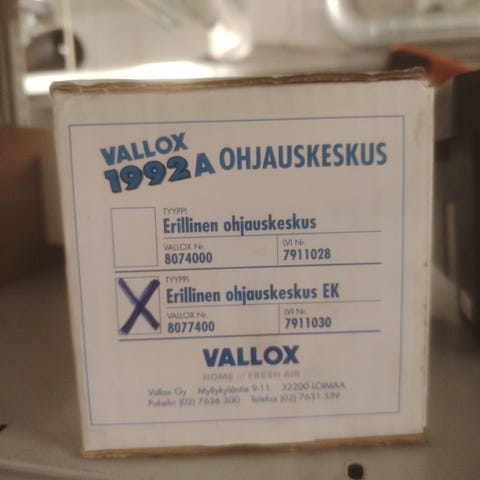 VALLOX
1992 A OHJAUSKESKUS
TYYPPI
Erillinen ohjauskeskus
VALLOX Nr. LVI Nr.
8074000 7911028
X
TYYPPI
Erillinen ohjauskeskus EK
VALLOX Nr. LVI Nr.
8077400 7911030
VALLOX
HOME of FRESH AIR
Vallox Oy Myllykyläntie 9-11 32200 LOIMAA
Puhelin (02) 7636 300 Telefax (02) 7631 539